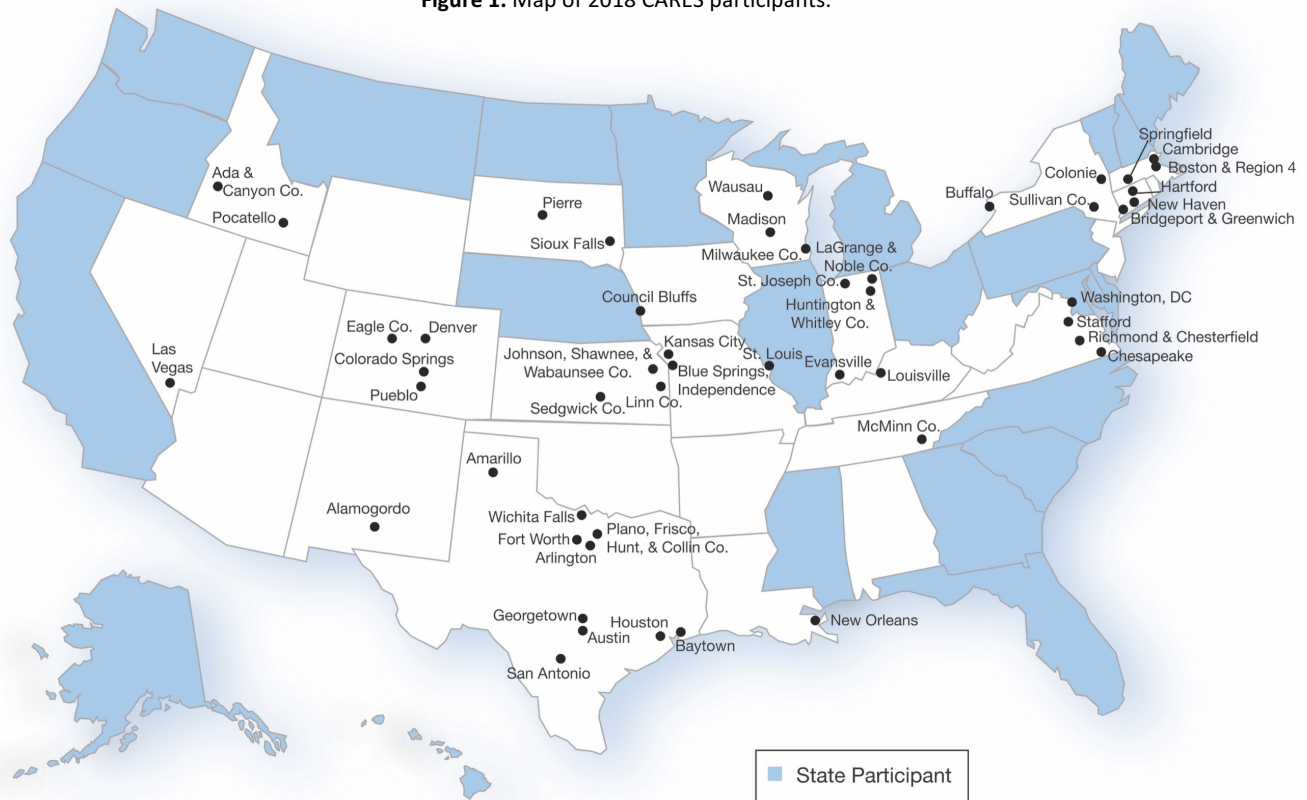 Figure 1. Map of 2018 CARES participants.
Springfield
Cambridge
Boston & Region 4
Colonie
Hartford
Buffalo
Sullivan Co.
New Haven
Bridgeport & Greenwich
Ada &
Canyon Co.
Pocatello
Pierre
Sioux Falls
Wausau
Madison
Milwaukee Co.
LaGrange &
Noble Co.
St. Joseph Co.
Huntington &
Whitley Co.
Council Bluffs
Washington, DC
Stafford
Richmond & Chesterfield
Chesapeake
Eagle Co.
Denver
Colorado Springs
Pueblo
Las
Vegas
Johnson, Shawnee, &
Wabaunsee Co.
Kansas City
Blue Springs,
Independence
St. Louis
Evansville
Louisville
Sedgwick Co.
Linn Co.
McMinn Co.
Amarillo
Alamogordo
Wichita Falls
Fort Worth
Arlington
Plano, Frisco,
Hunt, & Collin Co.
Georgetown
Austin
Houston
Baytown
San Antonio
New Orleans
State Participant